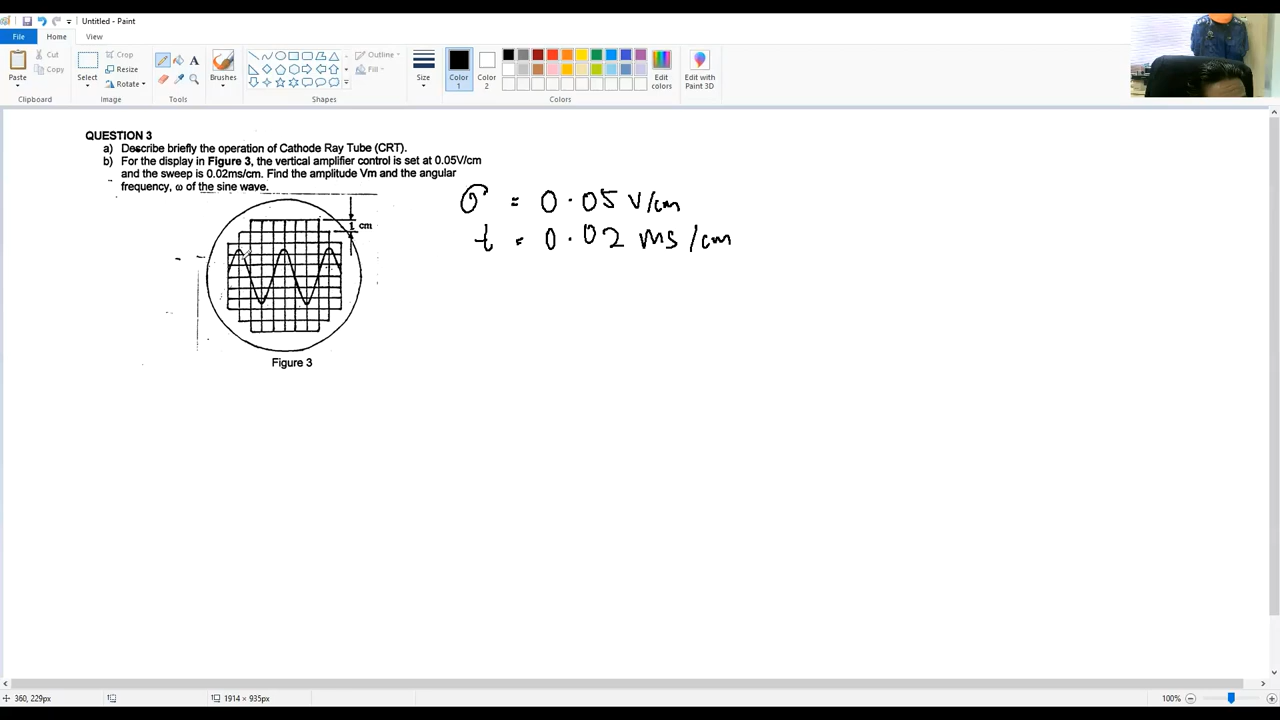 Untitled - Paint
File
Home
View
Paste
Cut
Copy
Clipboard
Select
Crop
Resize
Rotate
Image
A
Tools
Brushes
Outline
Fill
Shapes
Size
Color 1
Color 2
Edit colors
Colors
Edit with Paint 3D
QUESTION 3
a) Describe briefly the operation of Cathode Ray Tube (CRT).
b) For the display in Figure 3, the vertical amplifier control is set at 0.05V/cm
and the sweep is 0.02ms/cm. Find the amplitude Vm and the angular
frequency, ω of the sine wave.
1 cm
Figure 3
= 0.05 V/cm
t = 0.02 ms/cm
360, 229px
1914 × 935px
100%